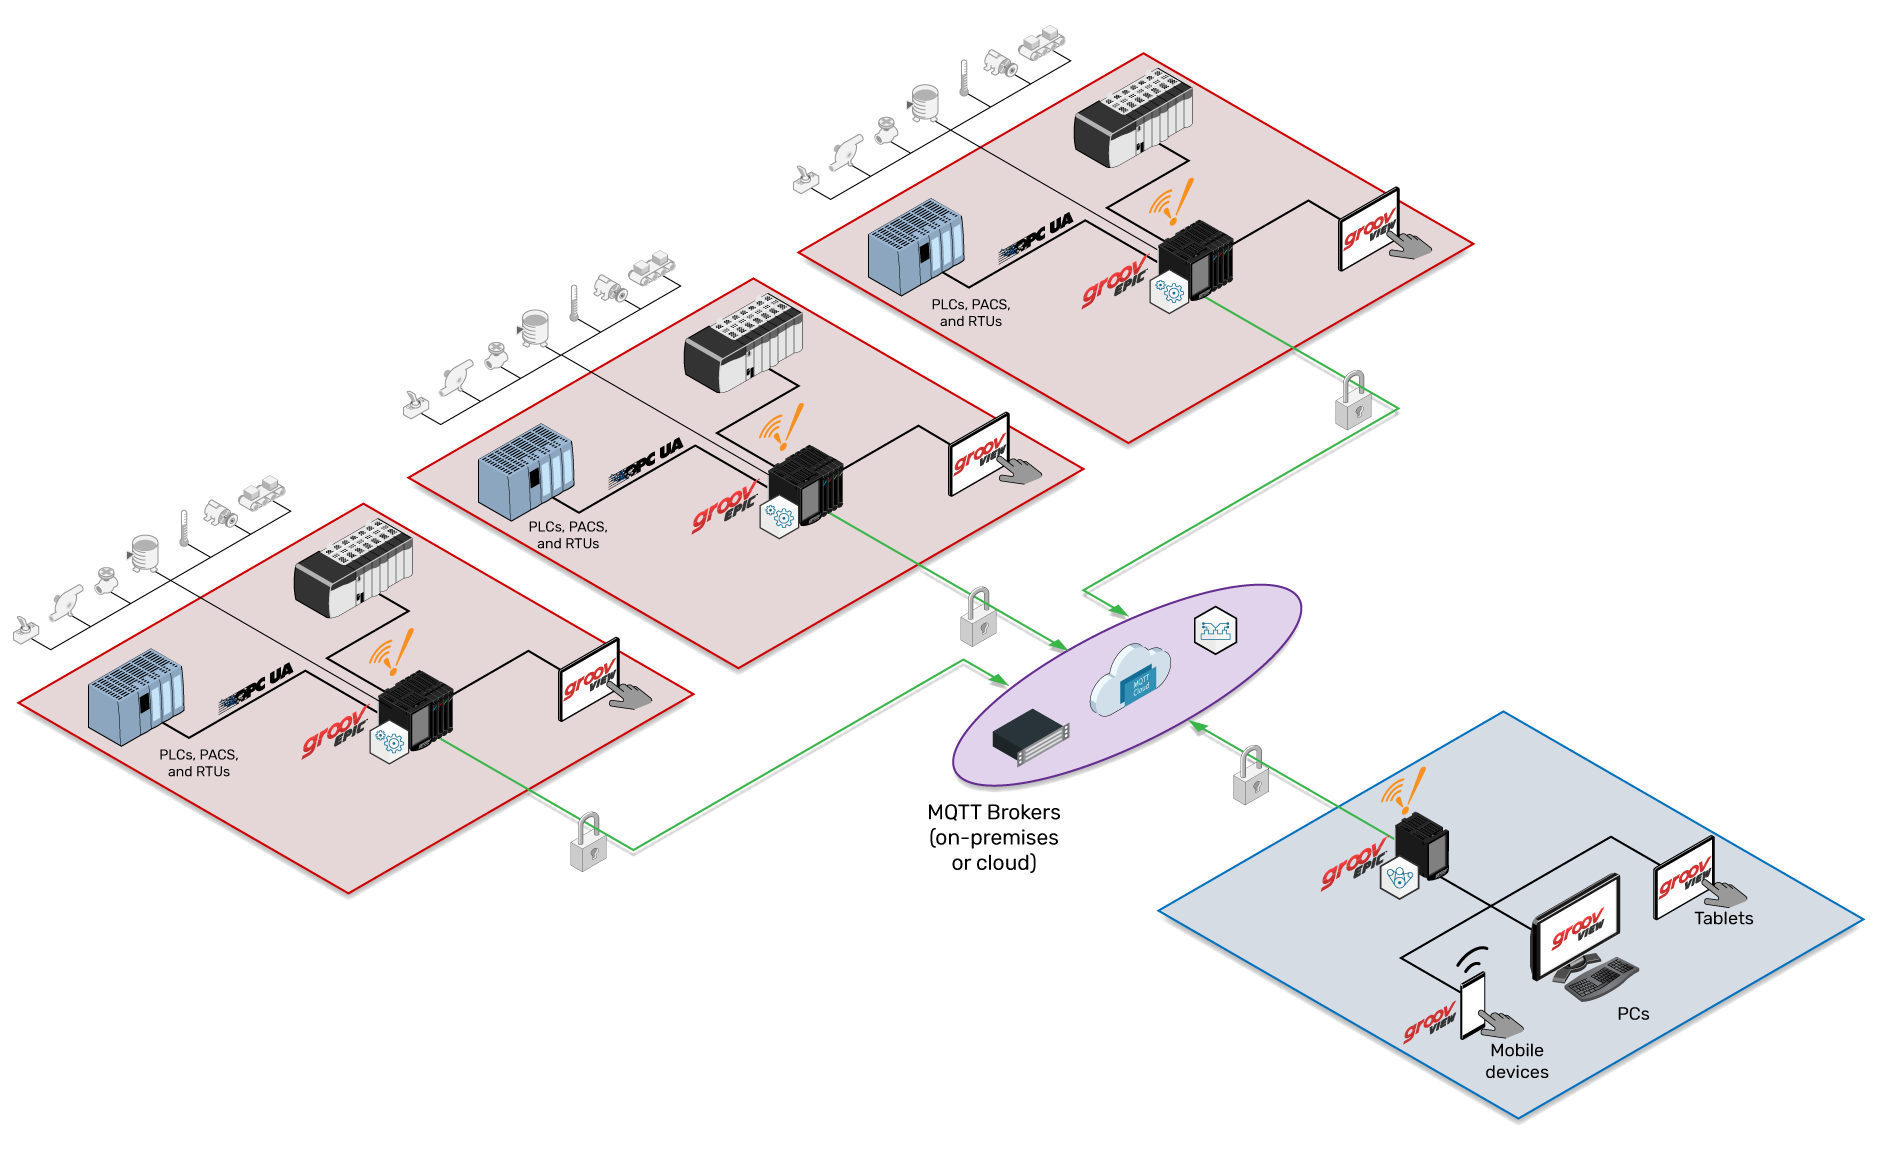 OPC UA
groov
EPIC
groov
VIEW
PLCs, PACS,
and RTUs
OPC UA
groov
EPIC
groov
VIEW
PLCs, PACS,
and RTUs
OPC UA
groov
EPIC
groov
VIEW
PLCs, PACS,
and RTUs
MQTT
Cloud
MQTT Brokers
(on-premises
or cloud)
groov
EPIC
groov
VIEW
Tablets
groov
VIEW
PCs
groov
VIEW
Mobile
devices